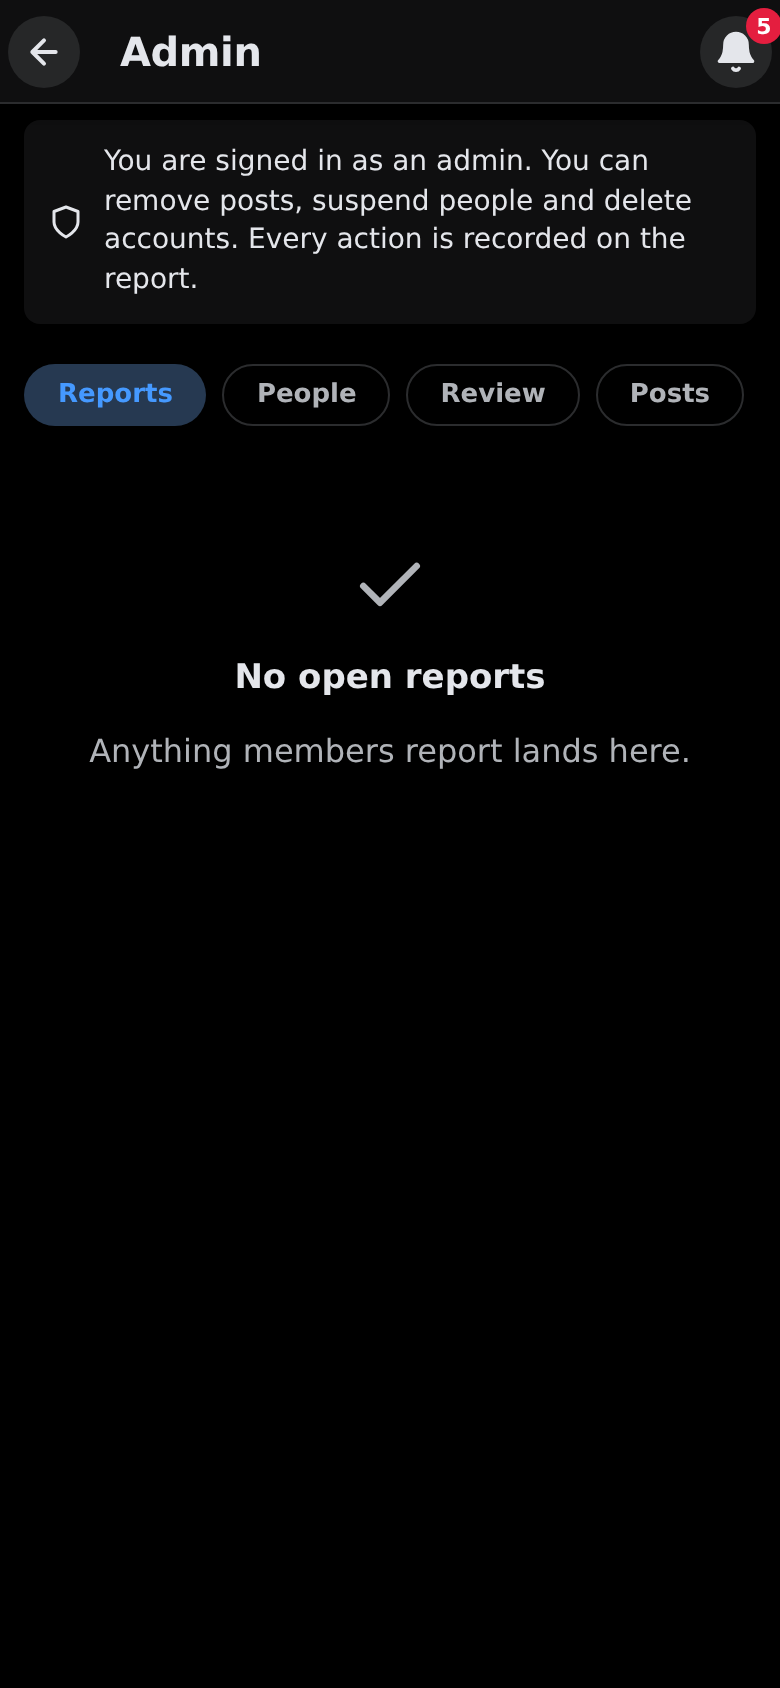 Admin
5
You are signed in as an admin. You can
remove posts, suspend people and delete
accounts. Every action is recorded on the
report.
Reports
People
Review
Posts
No open reports
Anything members report lands here.